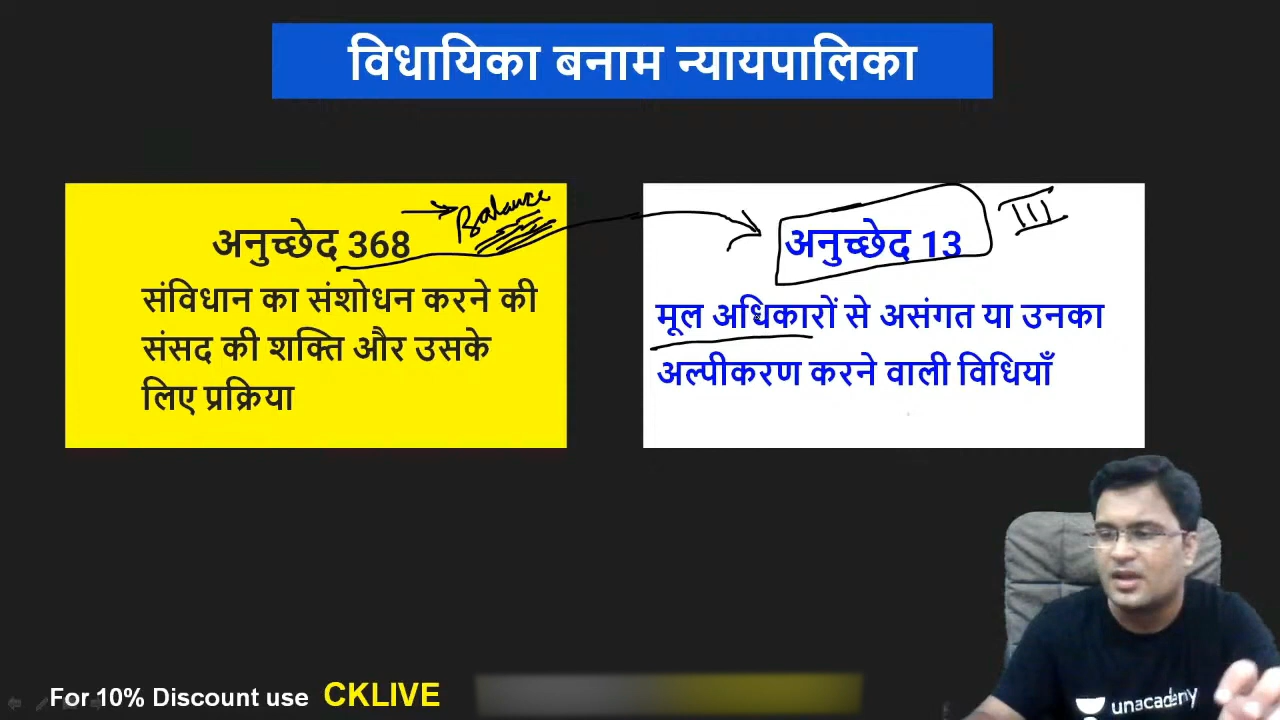 विधायिका बनाम न्यायपालिका
Balance
अनुच्छेद 368
संविधान का संशोधन करने की
संसद की शक्ति और उसके
लिए प्रक्रिया
III
अनुच्छेद 13
मूल अधिकारों से असंगत या उनका
अल्पीकरण करने वाली विधियाँ
unacademy
For 10% Discount use CKLIVE